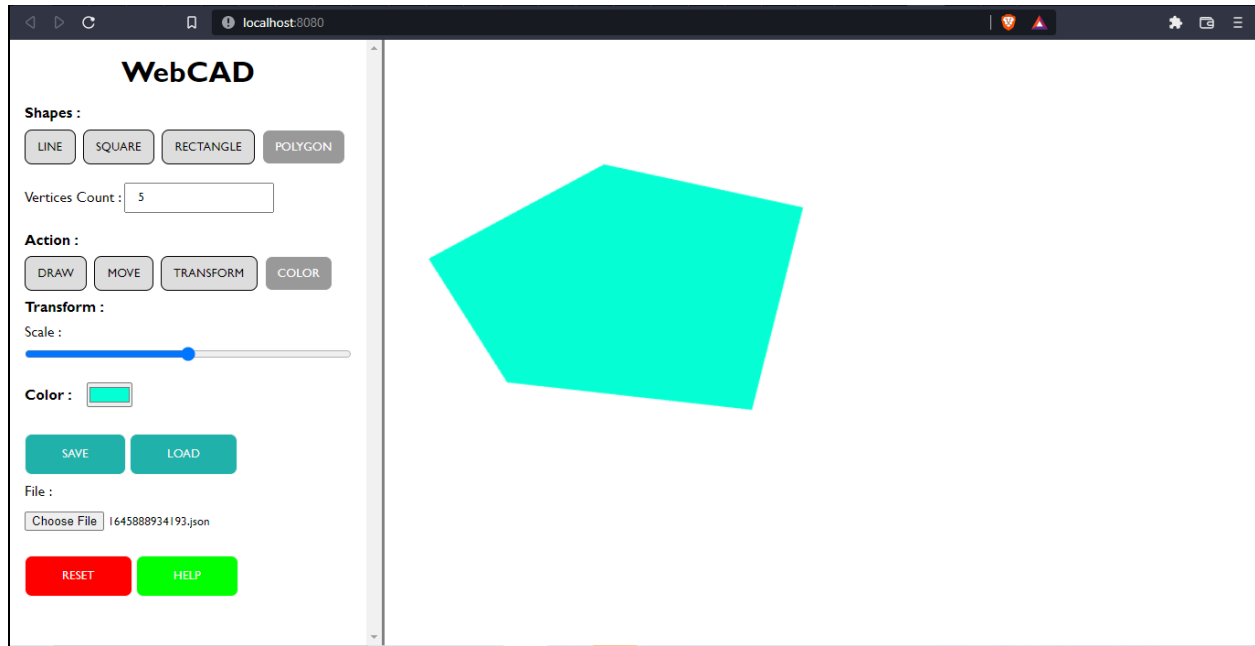 localhost:8080
WebCAD
Shapes :
LINE SQUARE RECTANGLE POLYGON
Vertices Count : 5
Action :
DRAW MOVE TRANSFORM COLOR
Transform :
Scale :
Color :
SAVE LOAD
File :
Choose File 1645888934193.json
RESET HELP